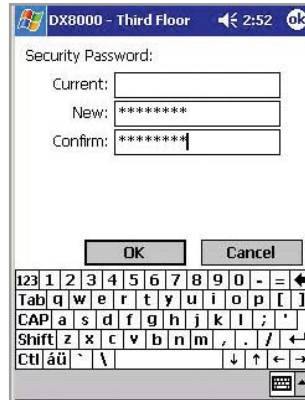 DX8000 - Third Floor 2:52 ok
Security Password:
Current:
New: ********
Confirm: ********
OK Cancel
123 1 2 3 4 5 6 7 8 9 0 - =
Tab q w e r t y u i o p [ ]
CAP a s d f g h j k l ; '
Shift z x c v b n m , . /
Ctl áü ` \